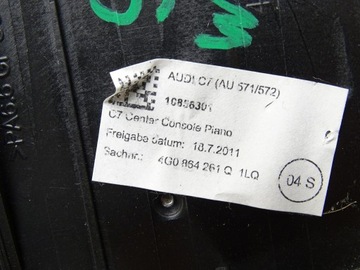 AUDI C7 (AU 571/572)
10835301
C7 Center Console Piano
Freigabe Datum: 18.7.2011
Sachnr.: 4G0 864 261 Q 1LQ
04 S